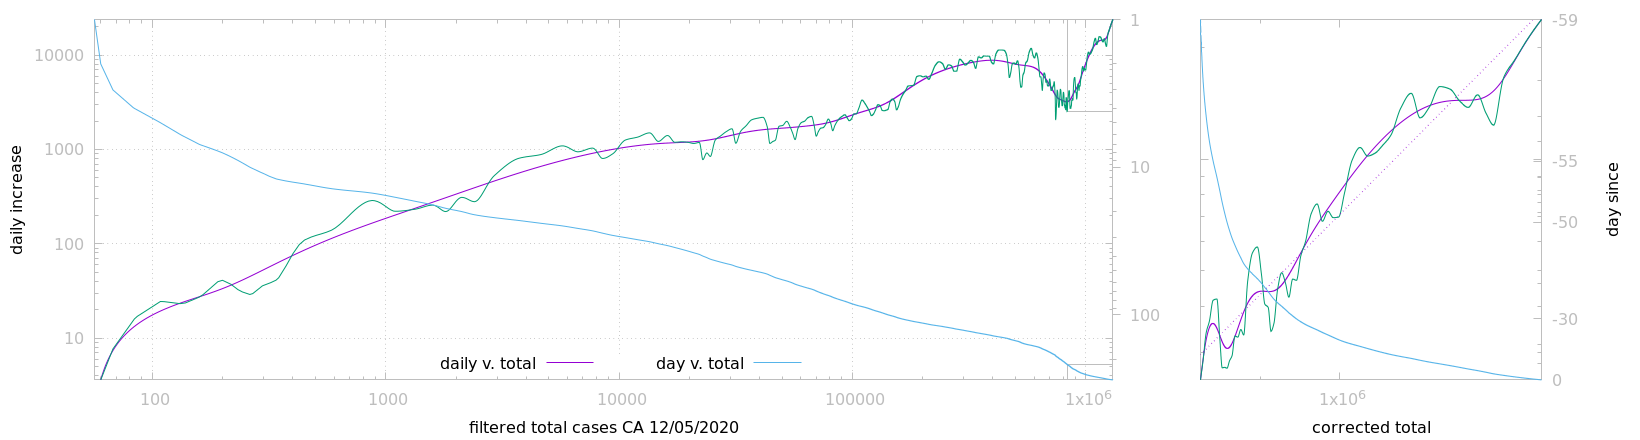 daily increase
10000
1000
100
10
100
1000
10000
100000
1x10^6
1
10
100
daily v. total
day v. total
filtered total cases CA 12/05/2020
-59
-55
-50
-30
0
day since
1x10^6
corrected total